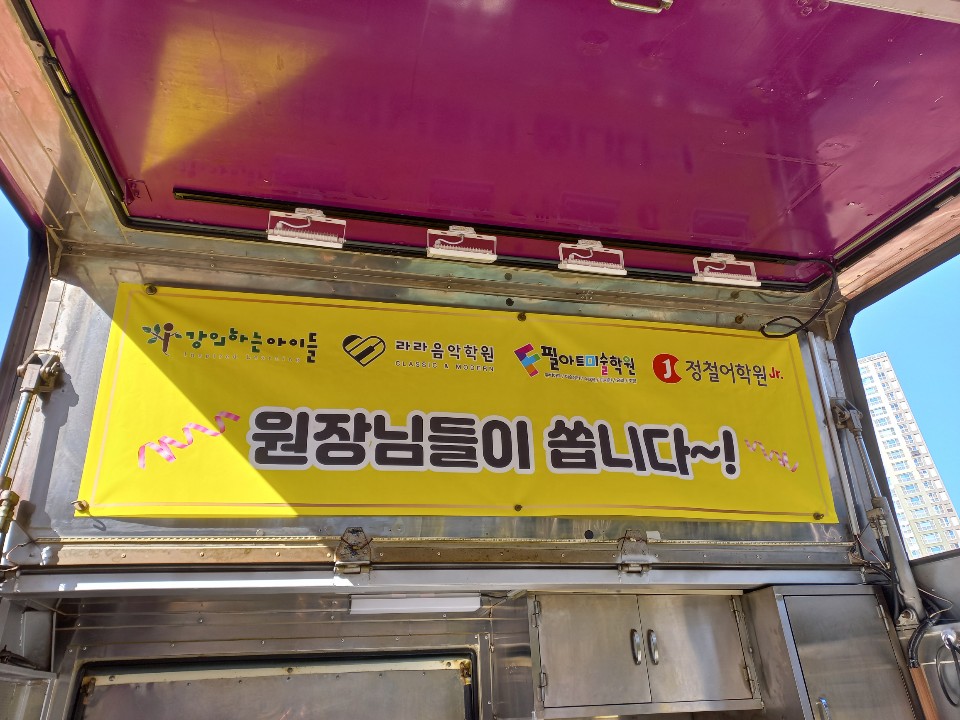 강입하는아이들
라라음악학원
CLASSIC & MODERN
필아트미술학원
J 정철어학원 Jr.
원장님들이 쏩니다~!